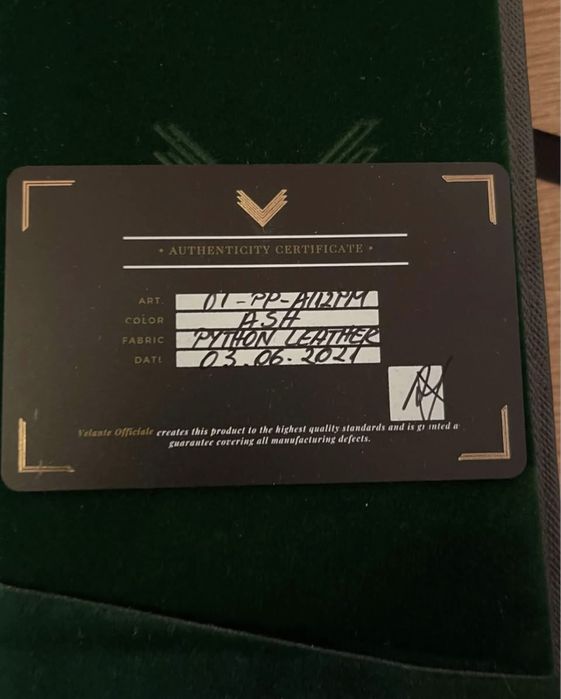 • AUTHENTICITY CERTIFICATE •
ART.
COLOR ASH
FABRIC PYTHON LEATHER
DATE 03.06.2021
Velante Officiale creates this product to the highest quality standards and is granted a
guarantee covering all manufacturing defects.